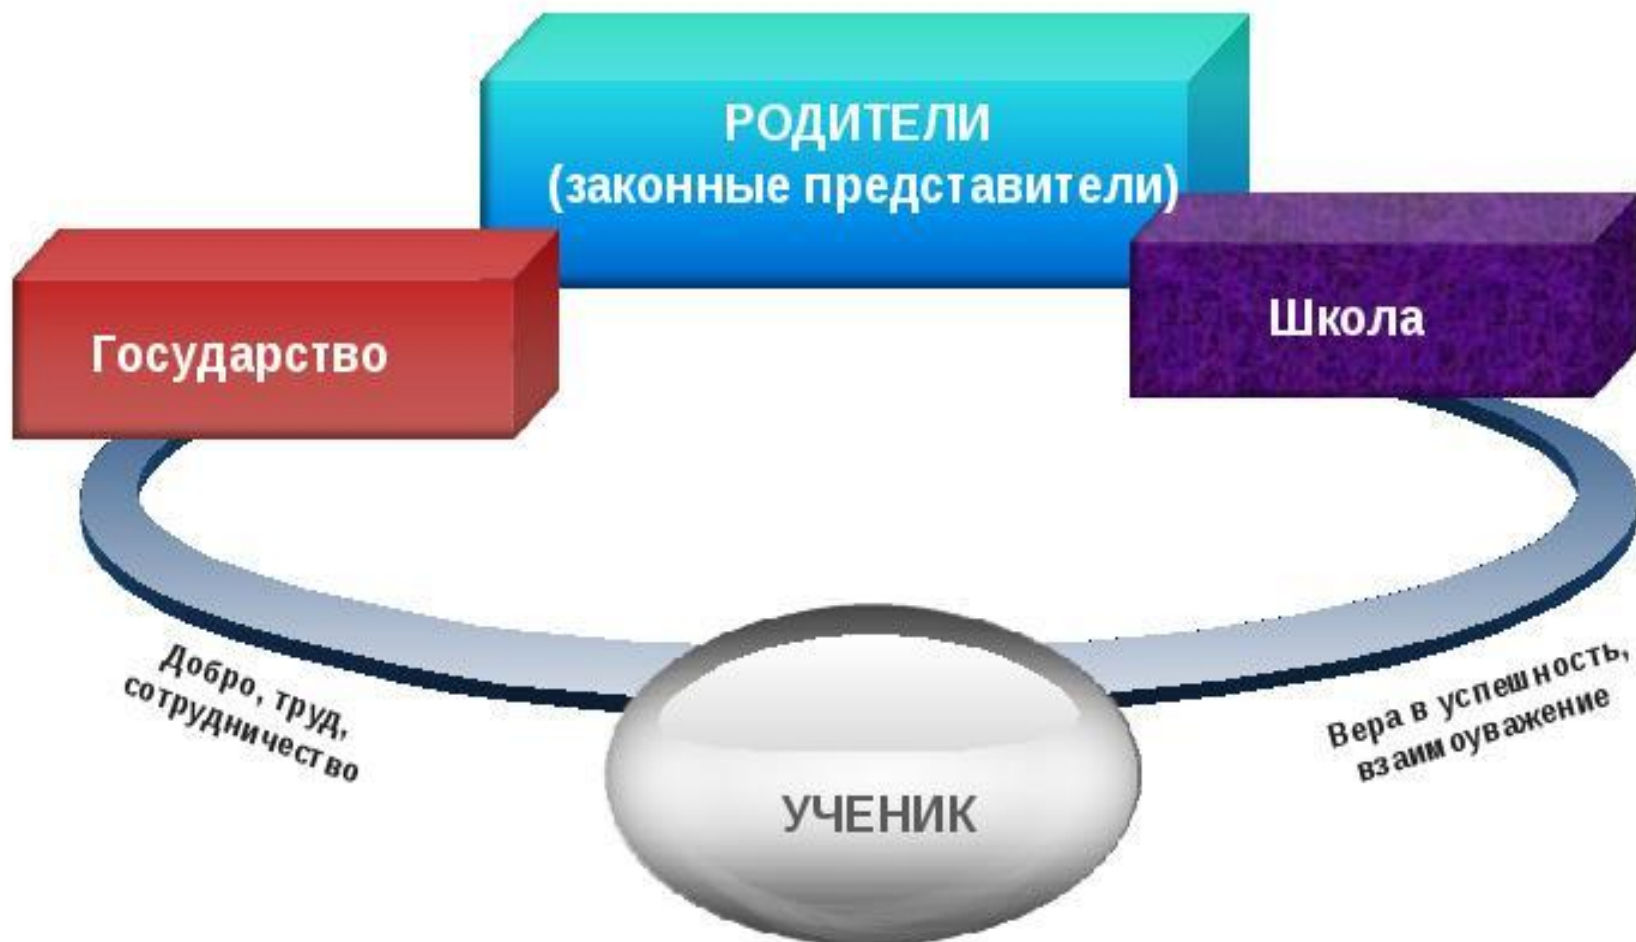 РОДИТЕЛИ
(законные представители)
Государство
Школа
Добро, труд,
сотрудничество
Вера в успешность,
взаимоуважение
УЧЕНИК